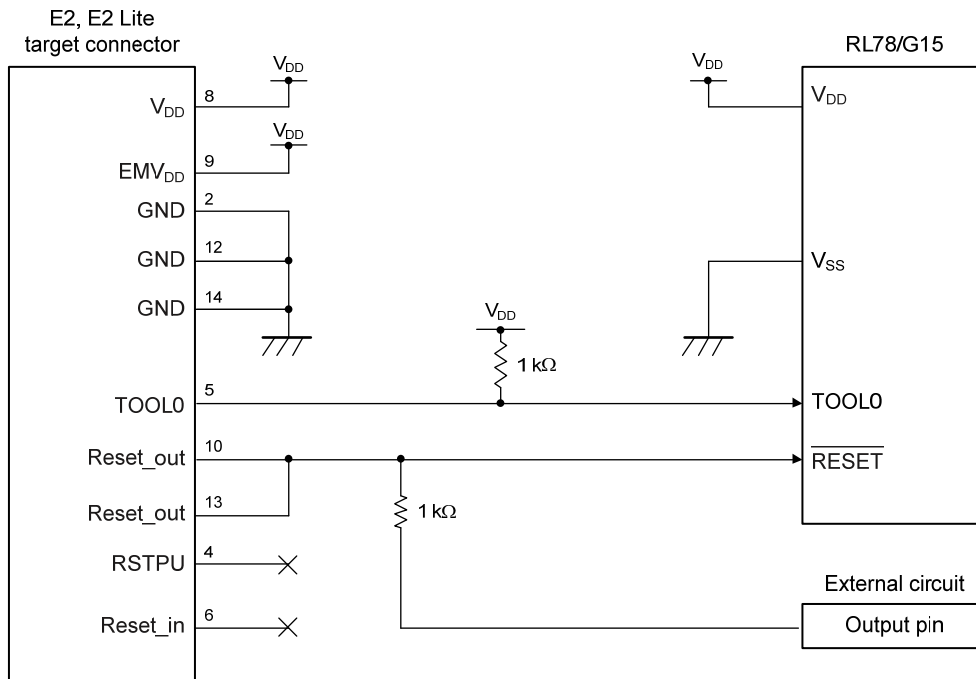 E2, E2 Lite
target connector
RL78/G15
VDD
8
VDD
VDD
VDD
EMVDD
9
VDD
GND
2
GND
12
VSS
GND
14
VDD
1 kΩ
TOOL0
5
TOOL0
Reset_out
10
RESET
Reset_out
13
1 kΩ
RSTPU
4
External circuit
Reset_in
6
Output pin